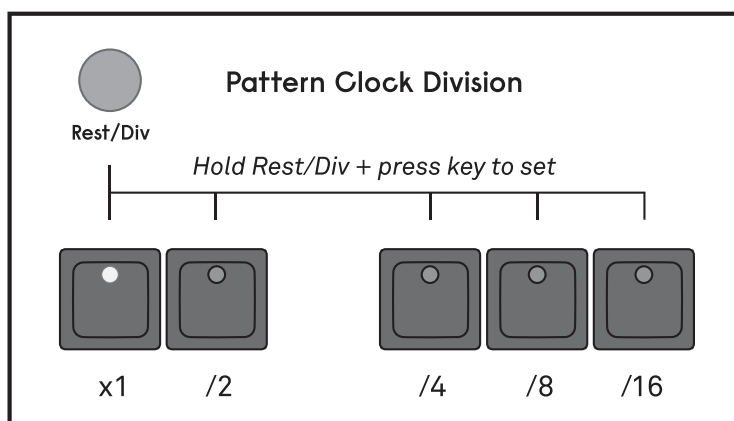 Pattern Clock Division
Rest/Div
Hold Rest/Div + press key to set
x1 /2 /4 /8 /16